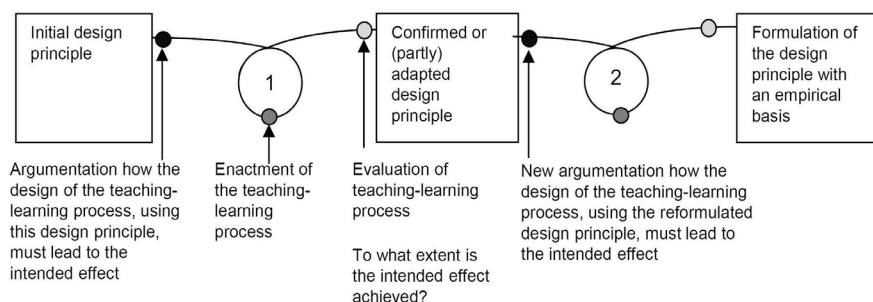 Initial design
principle
1
Confirmed or
(partly)
adapted
design
principle
2
Formulation of
the design
principle with
an empirical
basis
Argumentation how the
design of the teaching-
learning process, using
this design principle,
must lead to the
intended effect
Enactment of
the teaching-
learning
process
Evaluation of
teaching-learning
process
To what extent is
the intended effect
achieved?
New argumentation how the
design of the teaching-learning
process, using the reformulated
design principle, must lead to
the intended effect